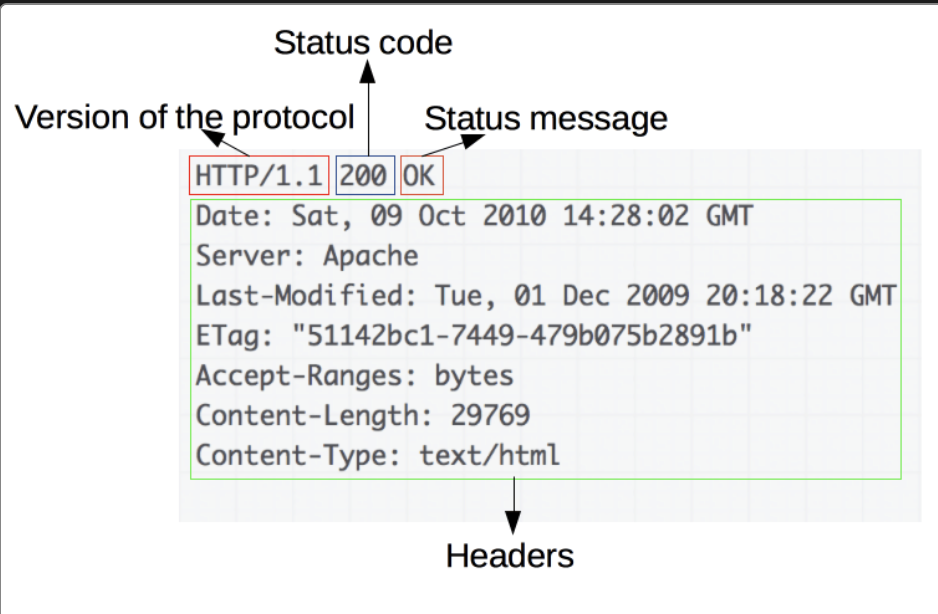 Status code
Version of the protocol
Status message
HTTP/1.1 200 OK
Date: Sat, 09 Oct 2010 14:28:02 GMT
Server: Apache
Last-Modified: Tue, 01 Dec 2009 20:18:22 GMT
ETag: "51142bc1-7449-479b075b2891b"
Accept-Ranges: bytes
Content-Length: 29769
Content-Type: text/html
Headers